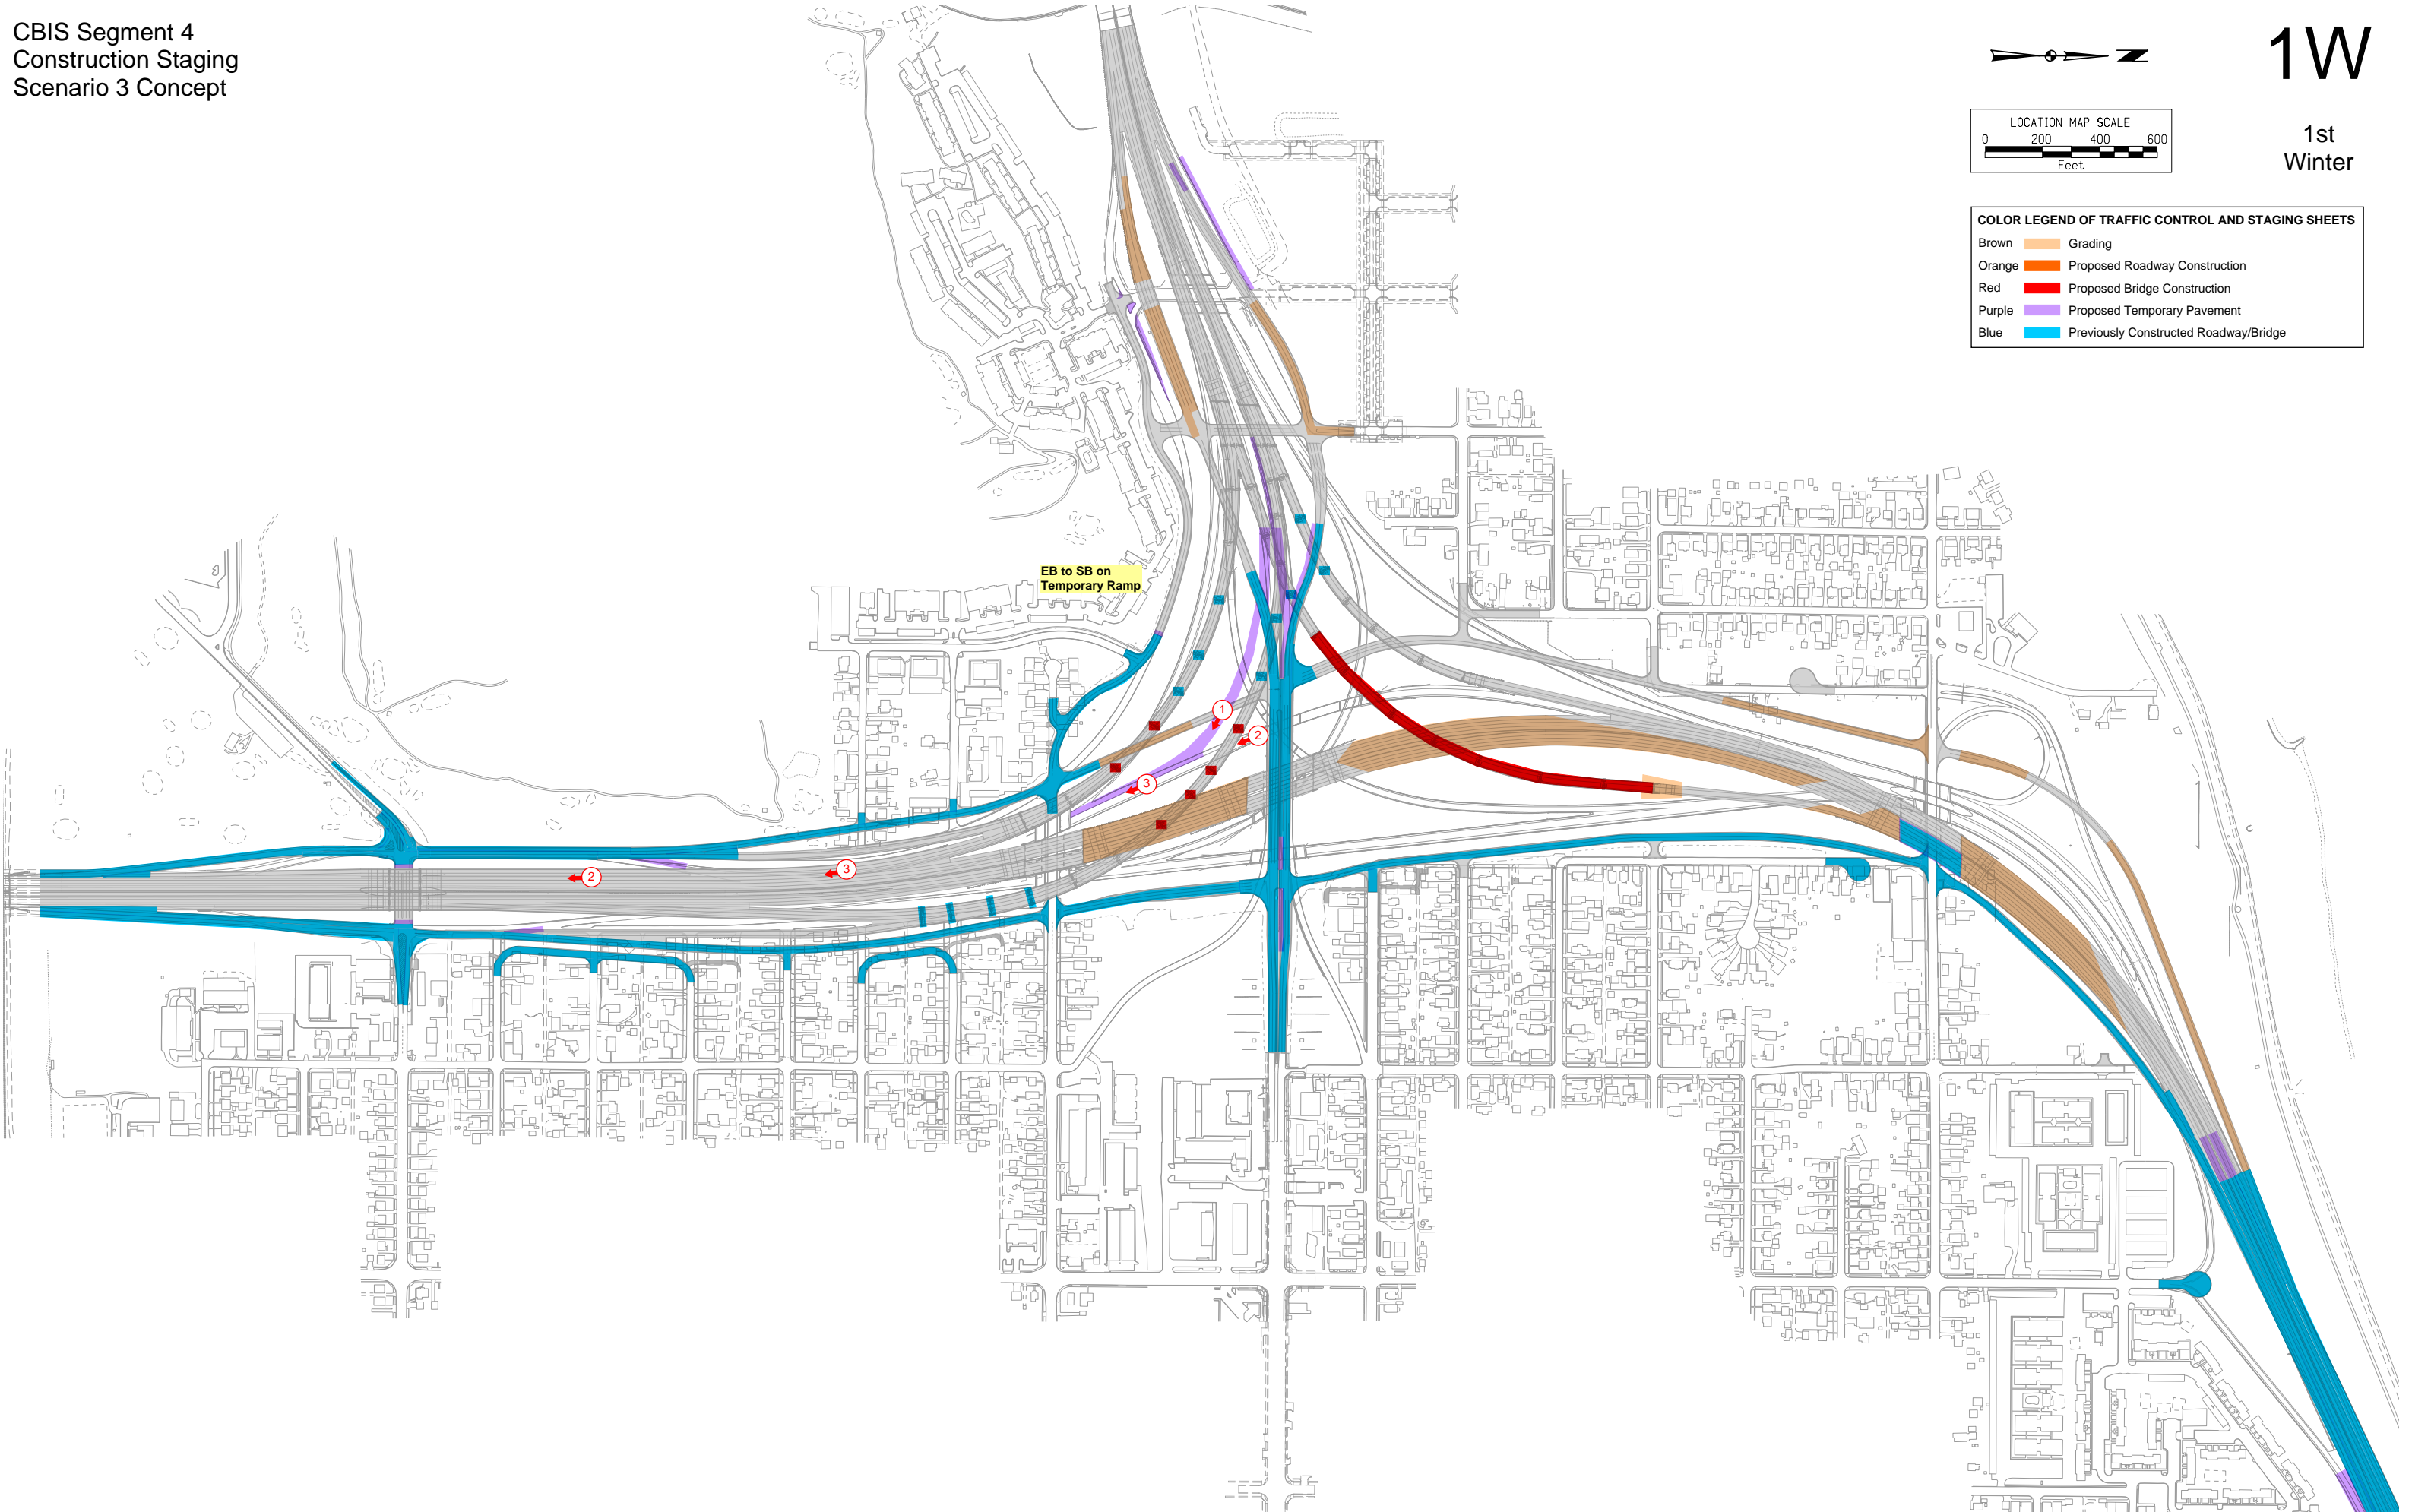 CBIS Segment 4
Construction Staging
Scenario 3 Concept
1W
1st
Winter
LOCATION MAP SCALE
0 200 400 600
Feet
COLOR LEGEND OF TRAFFIC CONTROL AND STAGING SHEETS
Brown Grading
Orange Proposed Roadway Construction
Red Proposed Bridge Construction
Purple Proposed Temporary Pavement
Blue Previously Constructed Roadway/Bridge
EB to SB on
Temporary Ramp
1
2
3
3
2